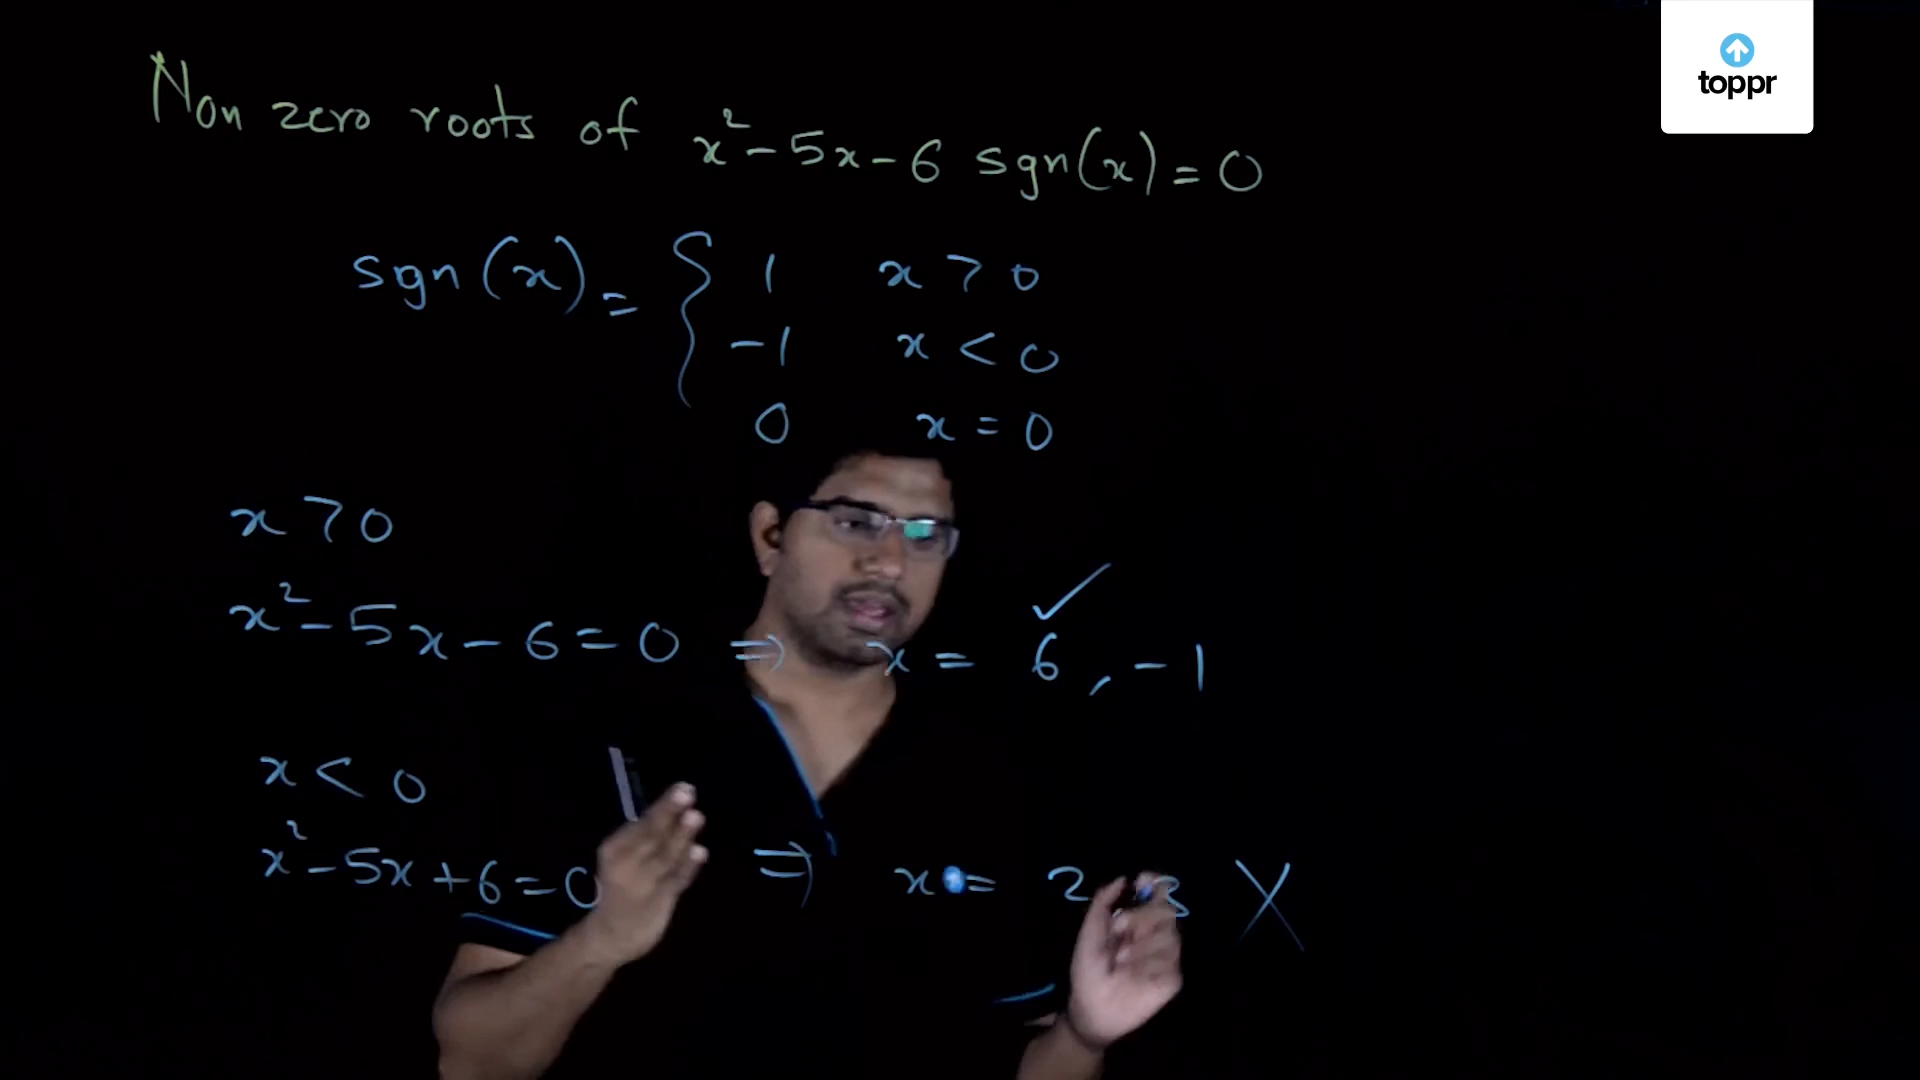 toppr
Non zero roots of x² - 5x - 6 sgn(x) = 0
sgn(x) = { 1 x > 0
-1 x < 0
0 x = 0
x > 0
x² - 5x - 6 = 0 ⇒ x = 6, -1 ✓
x < 0
x² - 5x + 6 = 0 ⇒ x = 2, 3 X